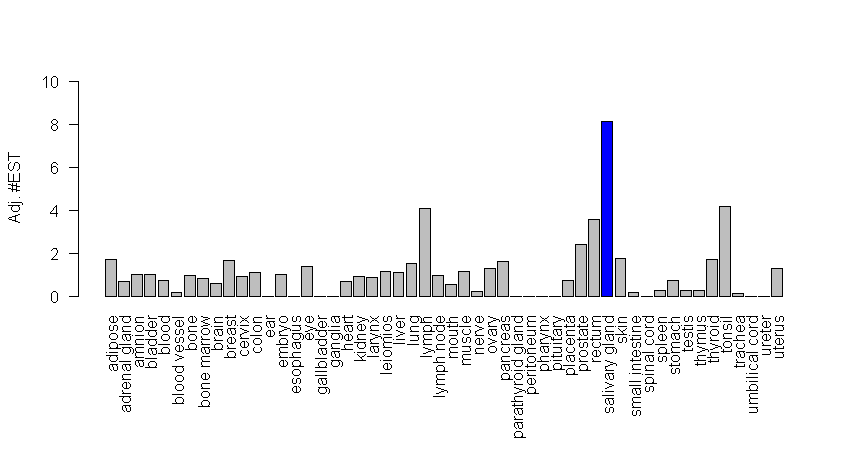 Adj. #EST
10
8
6
4
2
0
adipose
adrenal gland
amnion
bladder
blood
blood vessel
bone
bone marrow
brain
breast
cervix
colon
ear
embryo
esophagus
eye
gallbladder
ganglia
heart
kidney
larynx
leiomios
liver
lung
lymph
lymph node
mouth
muscle
nerve
ovary
pancreas
parathyroid gland
peritoneum
pharynx
pituitary
placenta
prostate
rectum
salivary gland
skin
small intestine
spinal cord
spleen
stomach
testis
thymus
thyroid
tonsil
trachea
umbilical cord
ureter
uterus